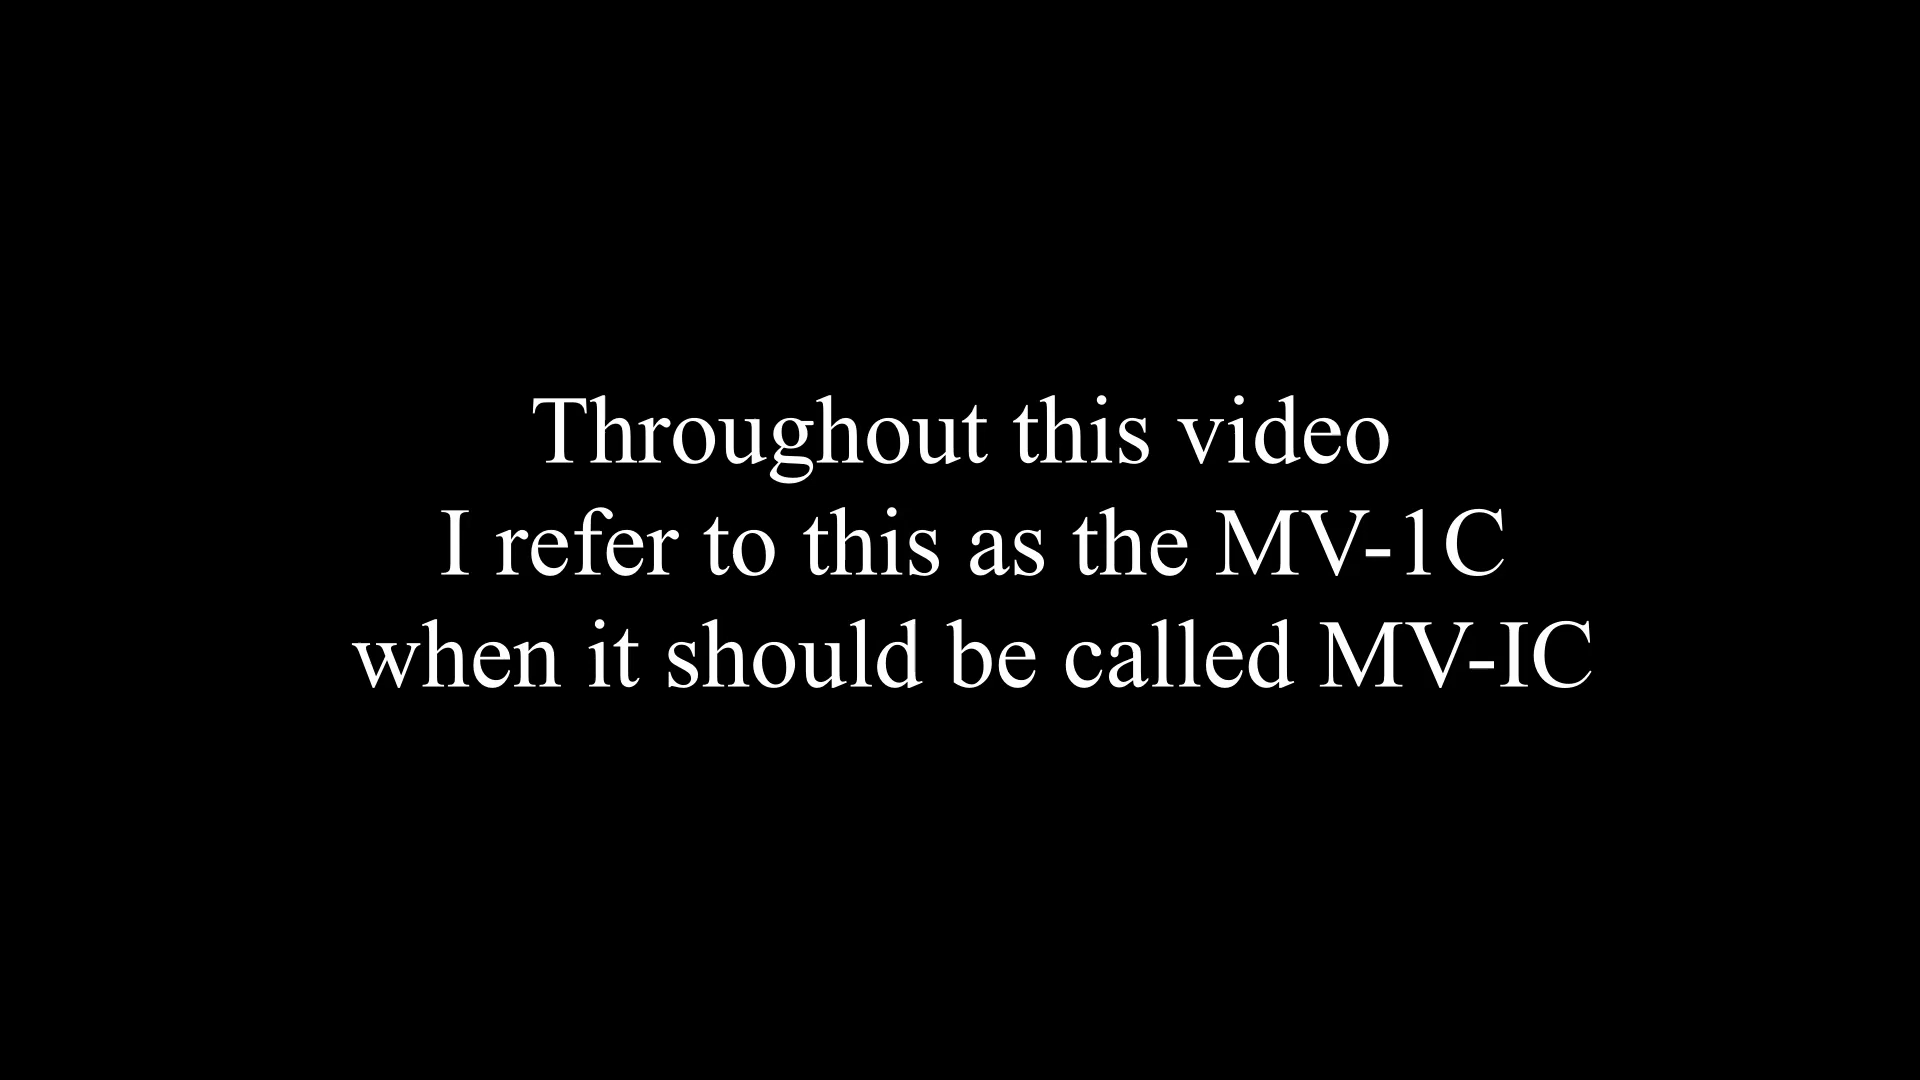 Throughout this video
I refer to this as the MV-1C
when it should be called MV-IC